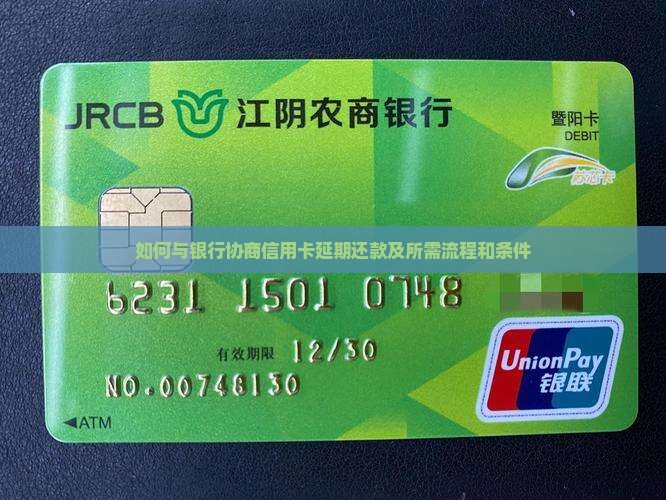 JRCB 江阴农商银行
暨阳卡
DEBIT
如何与银行协商信用卡延期还款及所需流程和条件
6231 1501 0748
有效期限 12/30
NO.00748130
UnionPay
银联
◀ATM